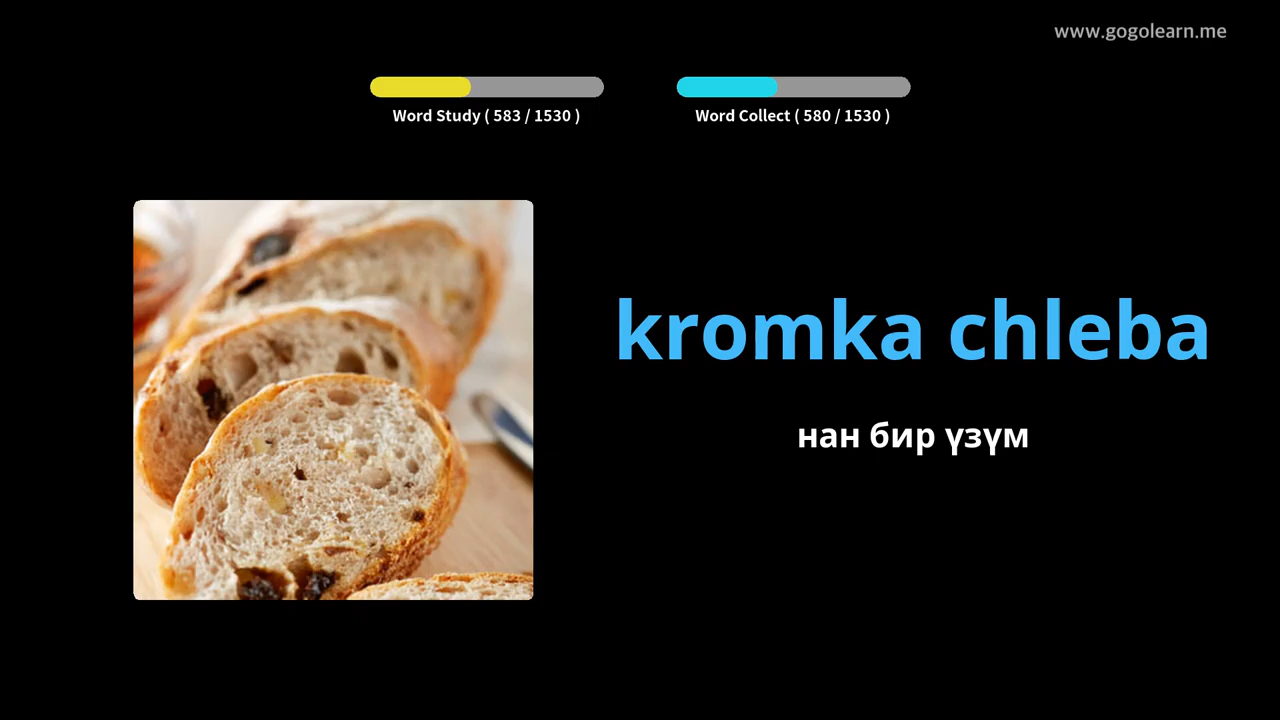 www.gogolearn.me
Word Study ( 583 / 1530 )
Word Collect ( 580 / 1530 )
kromka chleba
нан бир үзүм